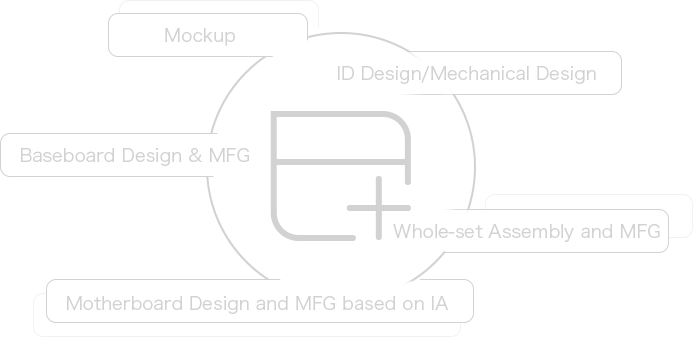 Mockup
ID Design/Mechanical Design
Baseboard Design & MFG
Whole-set Assembly and MFG
Motherboard Design and MFG based on IA